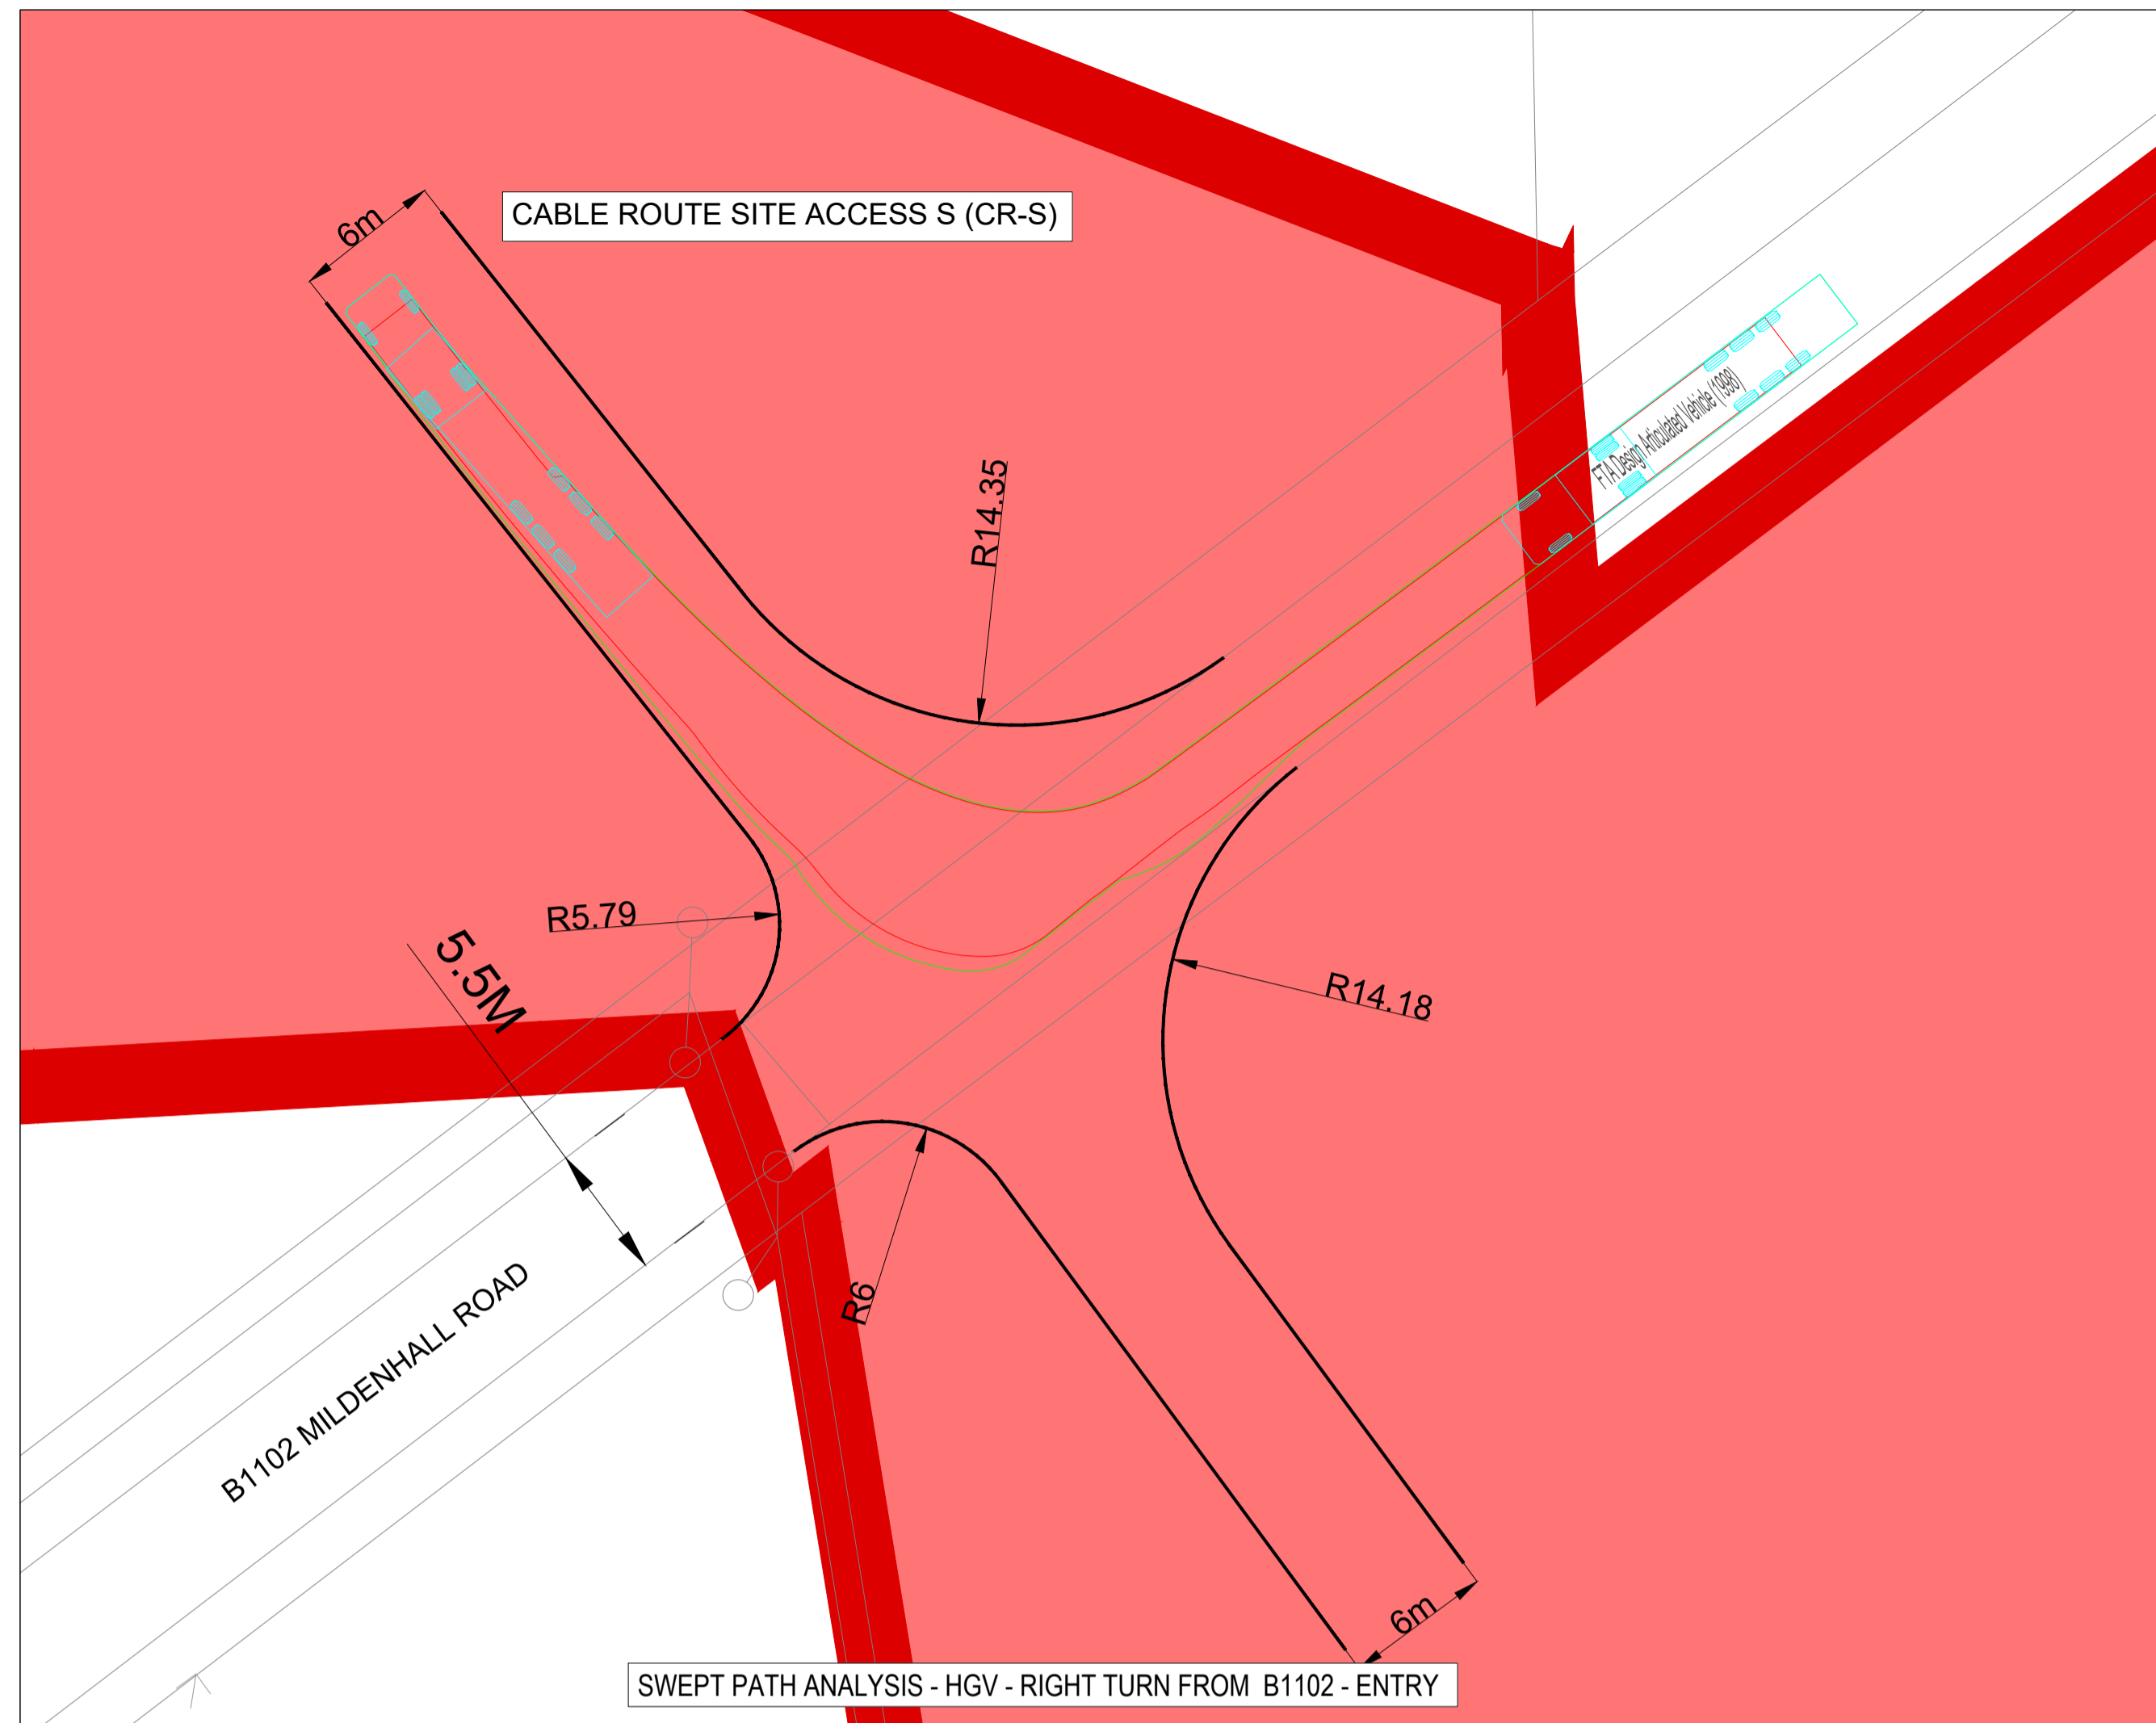 CABLE ROUTE SITE ACCESS S (CR-S)
6m
R14.35
FTA Design Articulated Vehicle (1998)
R5.79
5.5M
R14.18
R6
B1102 MILDENHALL ROAD
6m
SWEPT PATH ANALYSIS - HGV - RIGHT TURN FROM B1102 - ENTRY